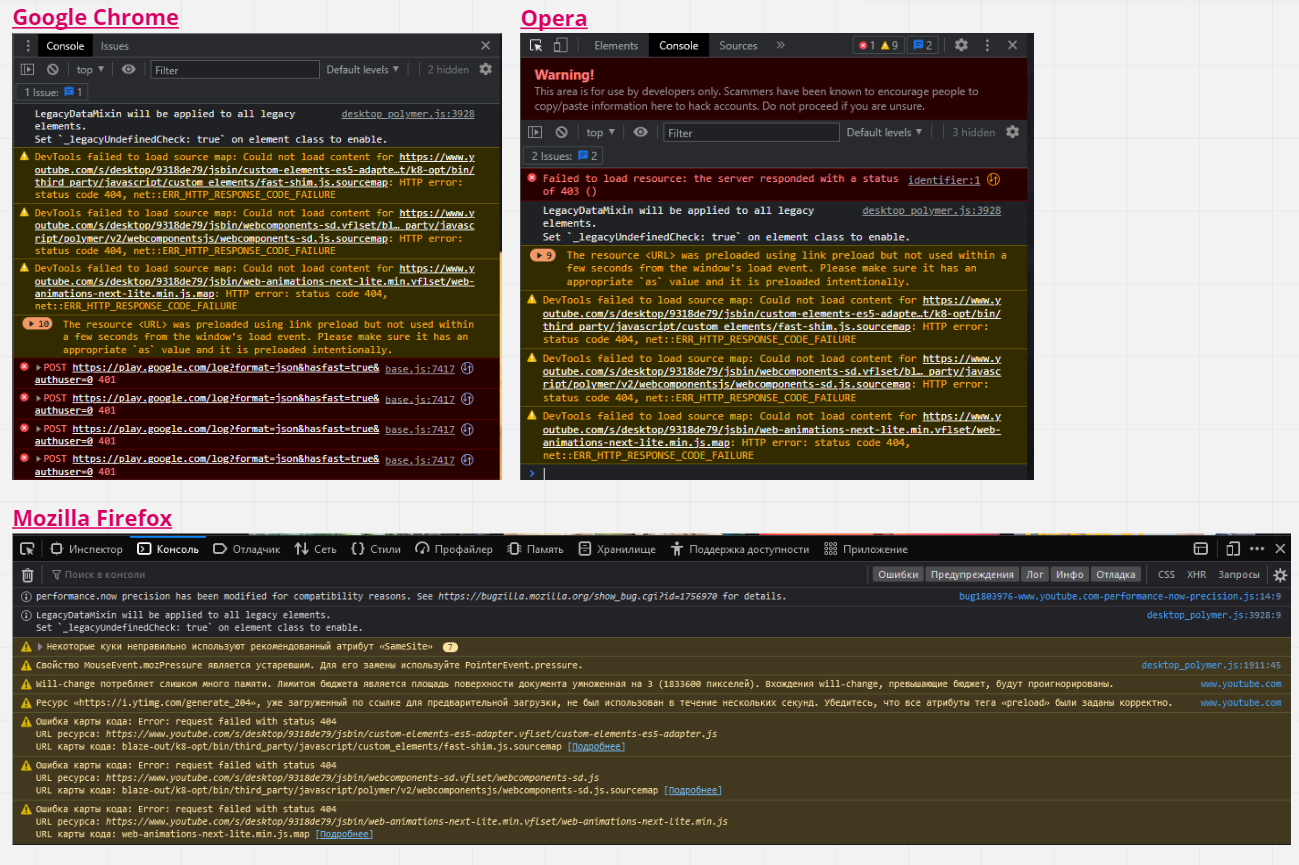 Google Chrome
Console Issues
top ▼ Filter Default levels ▼ 2 hidden
1 Issue: 1
LegacyDataMixin will be applied to all legacy desktop_polymer.js:3928
elements.
Set `_legacyUndefinedCheck: true` on element class to enable.
DevTools failed to load source map: Could not load content for https://www.y
outube.com/s/desktop/9318de79/jsbin/custom-elements-es5-adapte…t/k8-opt/bin/
third_party/javascript/custom_elements/fast-shim.js.sourcemap: HTTP error:
status code 404, net::ERR_HTTP_RESPONSE_CODE_FAILURE
DevTools failed to load source map: Could not load content for https://www.y
outube.com/s/desktop/9318de79/jsbin/webcomponents-sd.vflset/bl…_party/javasc
ript/polymer/v2/webcomponentsjs/webcomponents-sd.js.sourcemap: HTTP error:
status code 404, net::ERR_HTTP_RESPONSE_CODE_FAILURE
DevTools failed to load source map: Could not load content for https://www.y
outube.com/s/desktop/9318de79/jsbin/web-animations-next-lite.min.vflset/web-
animations-next-lite.min.js.map: HTTP error: status code 404,
net::ERR_HTTP_RESPONSE_CODE_FAILURE
10 The resource <URL> was preloaded using link preload but not used within
a few seconds from the window's load event. Please make sure it has an
appropriate `as` value and it is preloaded intentionally.
POST https://play.google.com/log?format=json&hasfast=true& base.js:7417
authuser=0 401
POST https://play.google.com/log?format=json&hasfast=true& base.js:7417
authuser=0 401
POST https://play.google.com/log?format=json&hasfast=true& base.js:7417
authuser=0 401
POST https://play.google.com/log?format=json&hasfast=true& base.js:7417
authuser=0 401
Opera
Elements Console Sources » 1 9 2
Warning!
This area is for use by developers only. Scammers have been known to encourage people to
copy/paste information here to hack accounts. Do not proceed if you are unsure.
top ▼ Filter Default levels ▼ 3 hidden
2 Issues: 2
Failed to load resource: the server responded with a status identifier:1
of 403 ()
LegacyDataMixin will be applied to all legacy desktop_polymer.js:3928
elements.
Set `_legacyUndefinedCheck: true` on element class to enable.
9 The resource <URL> was preloaded using link preload but not used within a
few seconds from the window's load event. Please make sure it has an
appropriate `as` value and it is preloaded intentionally.
DevTools failed to load source map: Could not load content for https://www.y
outube.com/s/desktop/9318de79/jsbin/custom-elements-es5-adapte…t/k8-opt/bin/
third_party/javascript/custom_elements/fast-shim.js.sourcemap: HTTP error:
status code 404, net::ERR_HTTP_RESPONSE_CODE_FAILURE
DevTools failed to load source map: Could not load content for https://www.y
outube.com/s/desktop/9318de79/jsbin/webcomponents-sd.vflset/bl…_party/javasc
ript/polymer/v2/webcomponentsjs/webcomponents-sd.js.sourcemap: HTTP error:
status code 404, net::ERR_HTTP_RESPONSE_CODE_FAILURE
DevTools failed to load source map: Could not load content for https://www.y
outube.com/s/desktop/9318de79/jsbin/web-animations-next-lite.min.vflset/web-
animations-next-lite.min.js.map: HTTP error: status code 404,
net::ERR_HTTP_RESPONSE_CODE_FAILURE
Mozilla Firefox
Инспектор Консоль Отладчик Сеть Стили Профайлер Память Хранилище Поддержка доступности Приложение
Поиск в консоли Ошибки Предупреждения Лог Инфо Отладка CSS XHR Запросы
performance.now precision has been modified for compatibility reasons. See https://bugzilla.mozilla.org/show_bug.cgi?id=1756970 for details. bug1803976-www.youtube.com-performance-now-precision.js:14:9
LegacyDataMixin will be applied to all legacy elements. desktop_polymer.js:3928:9
Set `_legacyUndefinedCheck: true` on element class to enable.
Некоторые куки неправильно используют рекомендованный атрибут «SameSite» 7
Свойство MouseEvent.mozPressure является устаревшим. Для его замены используйте PointerEvent.pressure. desktop_polymer.js:1911:45
Will-change потребляет слишком много памяти. Лимитом бюджета является площадь поверхности документа умноженная на 3 (1833600 пикселей). Вхождения will-change, превышающие бюджет, будут проигнорированы. www.youtube.com
Ресурс «https://i.ytimg.com/generate_204», уже загруженный по ссылке для предварительной загрузки, не был использован в течение нескольких секунд. Убедитесь, что все атрибуты тега «preload» были заданы корректно. www.youtube.com
Ошибка карты кода: Error: request failed with status 404
URL ресурса: https://www.youtube.com/s/desktop/9318de79/jsbin/custom-elements-es5-adapter.vflset/custom-elements-es5-adapter.js
URL карты кода: blaze-out/k8-opt/bin/third_party/javascript/custom_elements/fast-shim.js.sourcemap [Подробнее]
Ошибка карты кода: Error: request failed with status 404
URL ресурса: https://www.youtube.com/s/desktop/9318de79/jsbin/webcomponents-sd.vflset/webcomponents-sd.js
URL карты кода: blaze-out/k8-opt/bin/third_party/javascript/polymer/v2/webcomponentsjs/webcomponents-sd.js.sourcemap [Подробнее]
Ошибка карты кода: Error: request failed with status 404
URL ресурса: https://www.youtube.com/s/desktop/9318de79/jsbin/web-animations-next-lite.min.vflset/web-animations-next-lite.min.js
URL карты кода: web-animations-next-lite.min.js.map [Подробнее]